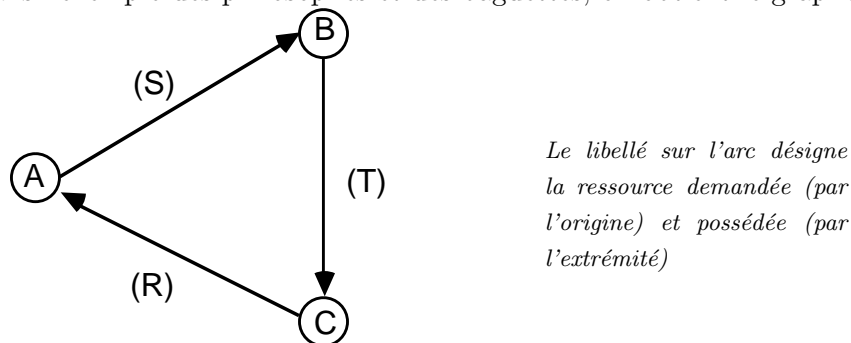 B
(S)
A
(T)
(R)
C
Le libellé sur l'arc désigne
la ressource demandée (par
l'origine) et possédée (par
l'extrémité)